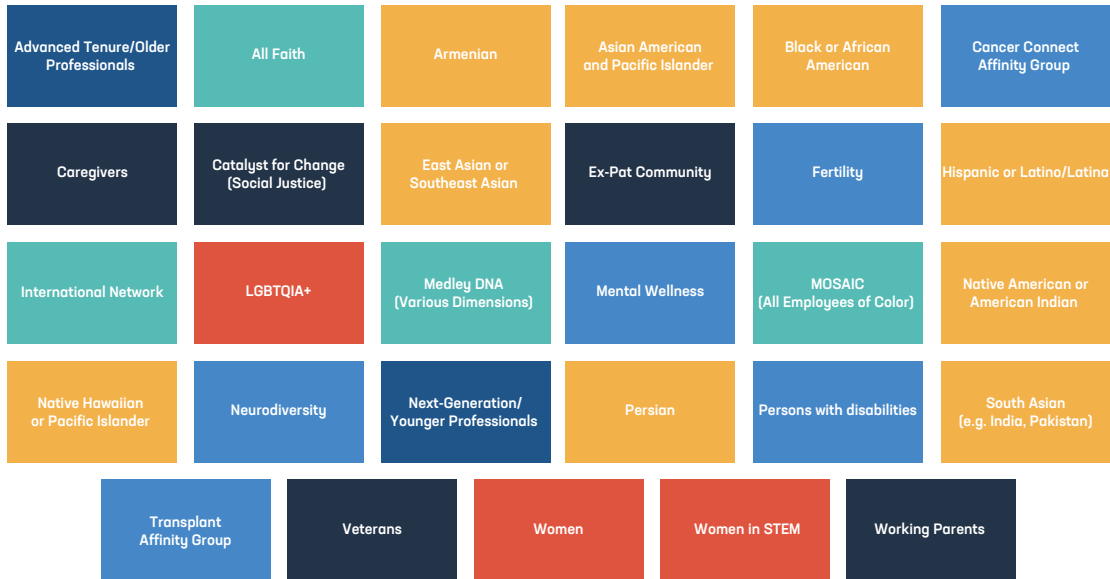 Advanced Tenure/Older
Professionals
All Faith
Armenian
Asian American
and Pacific Islander
Black or African
American
Cancer Connect
Affinity Group
Caregivers
Catalyst for Change
(Social Justice)
East Asian or
Southeast Asian
Ex-Pat Community
Fertility
Hispanic or Latino/Latina
International Network
LGBTQIA+
Medley DNA
(Various Dimensions)
Mental Wellness
MOSAIC
(All Employees of Color)
Native American or
American Indian
Native Hawaiian
or Pacific Islander
Neurodiversity
Next-Generation/
Younger Professionals
Persian
Persons with disabilities
South Asian
(e.g. India, Pakistan)
Transplant
Affinity Group
Veterans
Women
Women in STEM
Working Parents